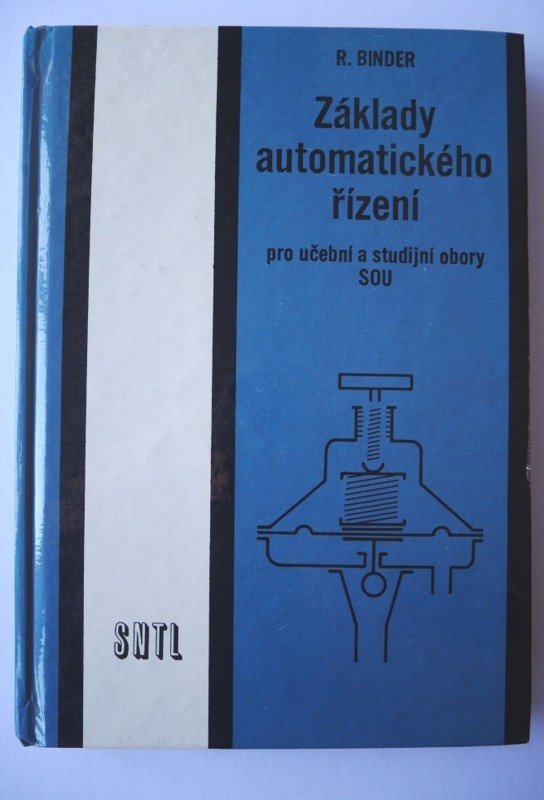 R. BINDER
Základy
automatického
řízení
pro učební a studijní obory
SOU
SNTL